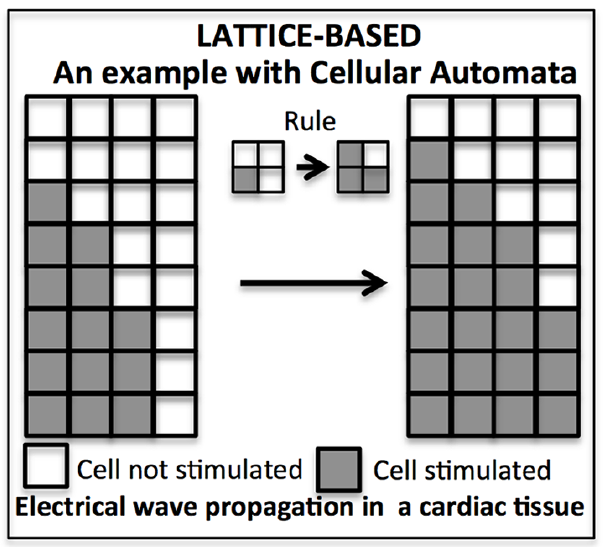 LATTICE-BASED
An example with Cellular Automata
Rule
Cell not stimulated
Cell stimulated
Electrical wave propagation in a cardiac tissue